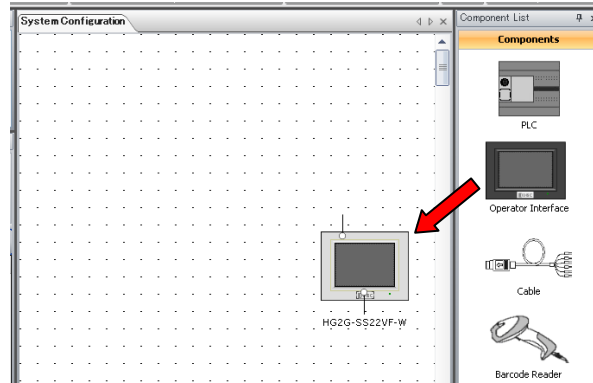 System Configuration
Component List
Components
PLC
Operator Interface
HG2G-SS22VF-W
Cable
Barcode Reader